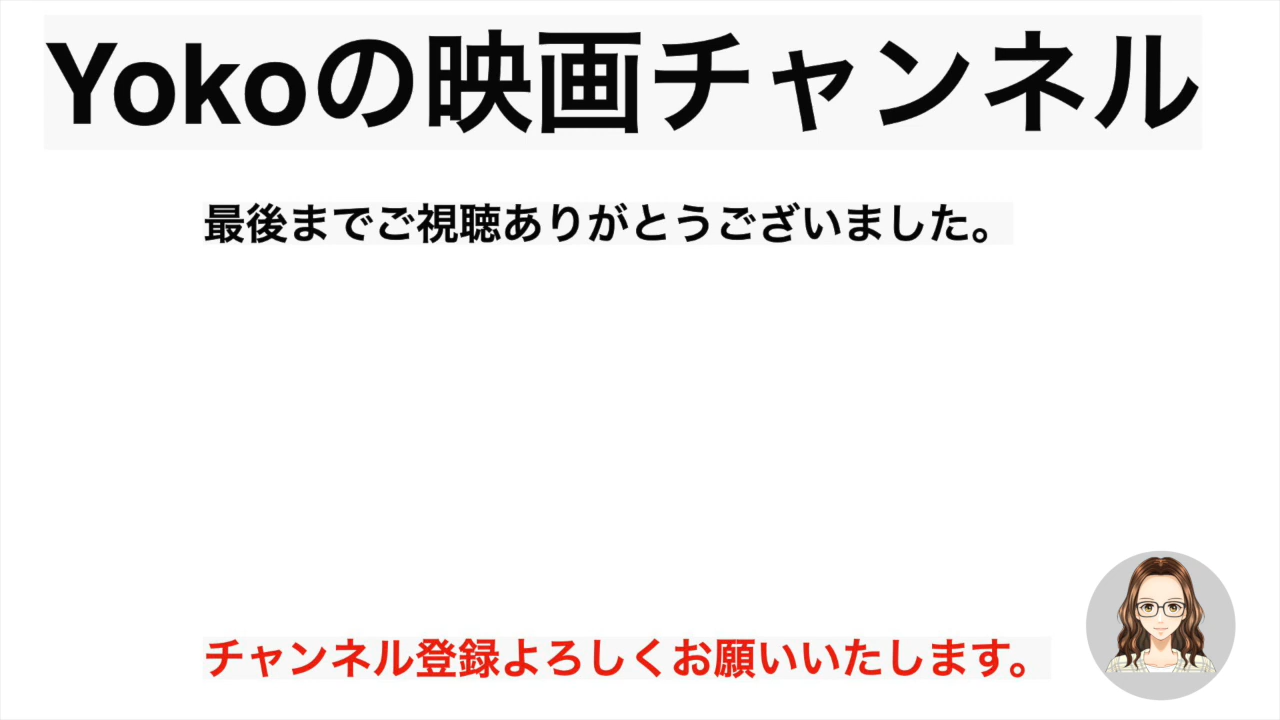 Yokoの映画チャンネル
最後までご視聴ありがとうございました。
チャンネル登録よろしくお願いいたします。